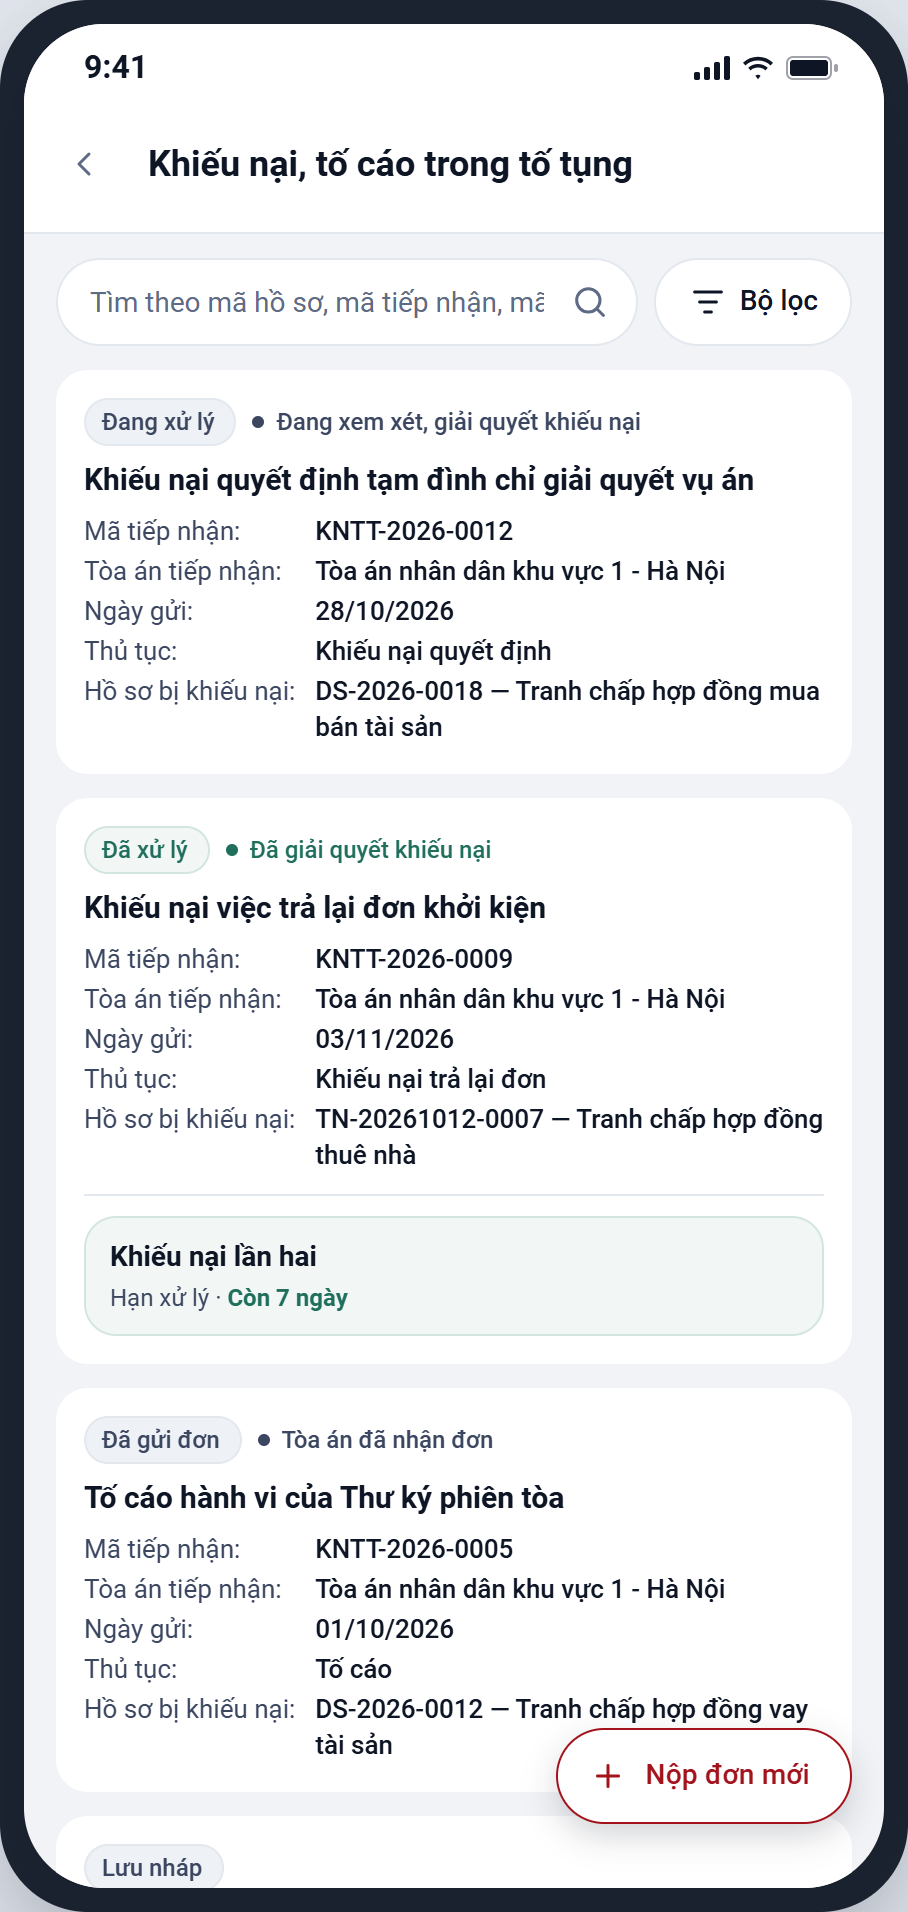 9:41
Khiếu nại, tố cáo trong tố tụng
Tìm theo mã hồ sơ, mã tiếp nhận, mã
Bộ lọc
Đang xử lý
Đang xem xét, giải quyết khiếu nại
Khiếu nại quyết định tạm đình chỉ giải quyết vụ án
Mã tiếp nhận: KNTT-2026-0012
Tòa án tiếp nhận: Tòa án nhân dân khu vực 1 - Hà Nội
Ngày gửi: 28/10/2026
Thủ tục: Khiếu nại quyết định
Hồ sơ bị khiếu nại: DS-2026-0018 — Tranh chấp hợp đồng mua
bán tài sản
Đã xử lý
Đã giải quyết khiếu nại
Khiếu nại việc trả lại đơn khởi kiện
Mã tiếp nhận: KNTT-2026-0009
Tòa án tiếp nhận: Tòa án nhân dân khu vực 1 - Hà Nội
Ngày gửi: 03/11/2026
Thủ tục: Khiếu nại trả lại đơn
Hồ sơ bị khiếu nại: TN-20261012-0007 — Tranh chấp hợp đồng
thuê nhà
Khiếu nại lần hai
Hạn xử lý · Còn 7 ngày
Đã gửi đơn
Tòa án đã nhận đơn
Tố cáo hành vi của Thư ký phiên tòa
Mã tiếp nhận: KNTT-2026-0005
Tòa án tiếp nhận: Tòa án nhân dân khu vực 1 - Hà Nội
Ngày gửi: 01/10/2026
Thủ tục: Tố cáo
Hồ sơ bị khiếu nại: DS-2026-0012 — Tranh chấp hợp đồng vay
tài sản
Nộp đơn mới
Lưu nháp